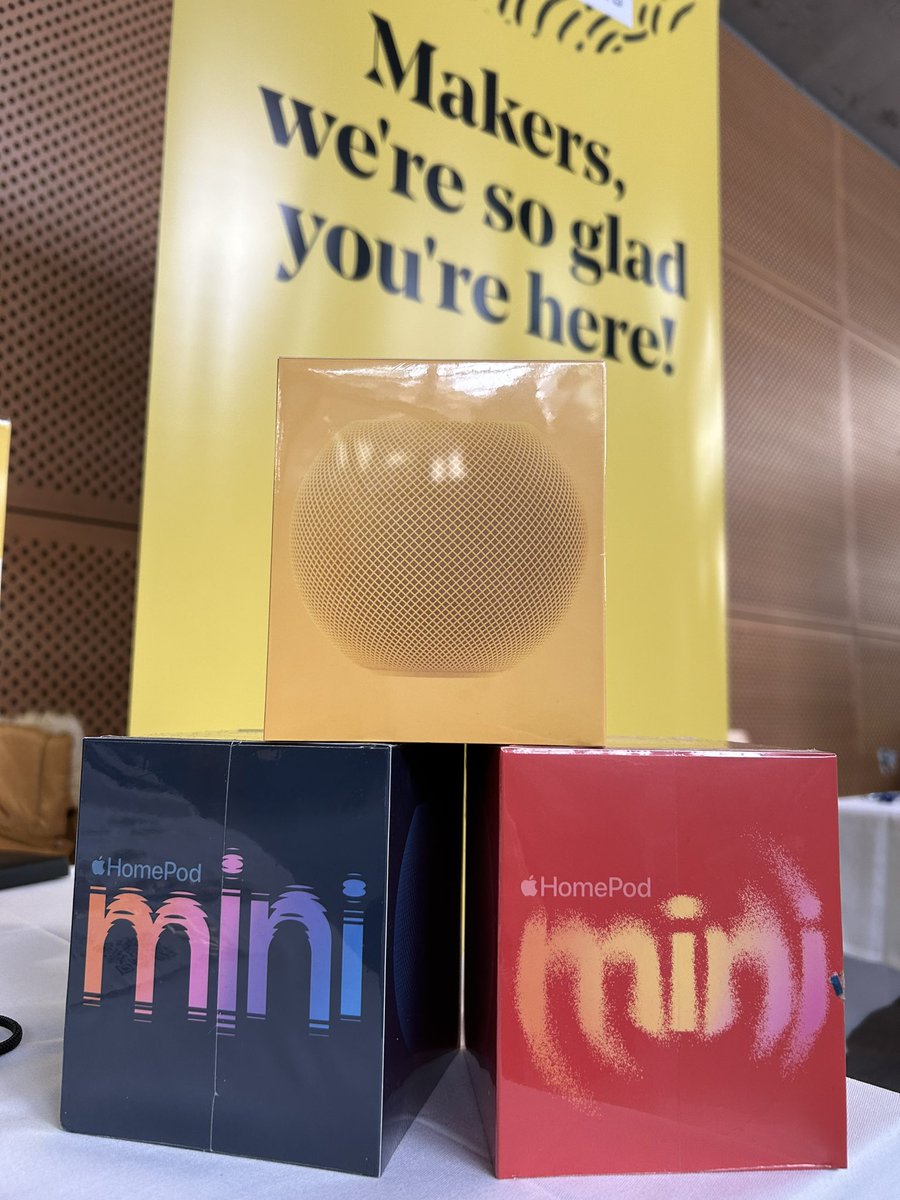 Makers,
we're so glad
you're here!
HomePod
mini
HomePod
mini